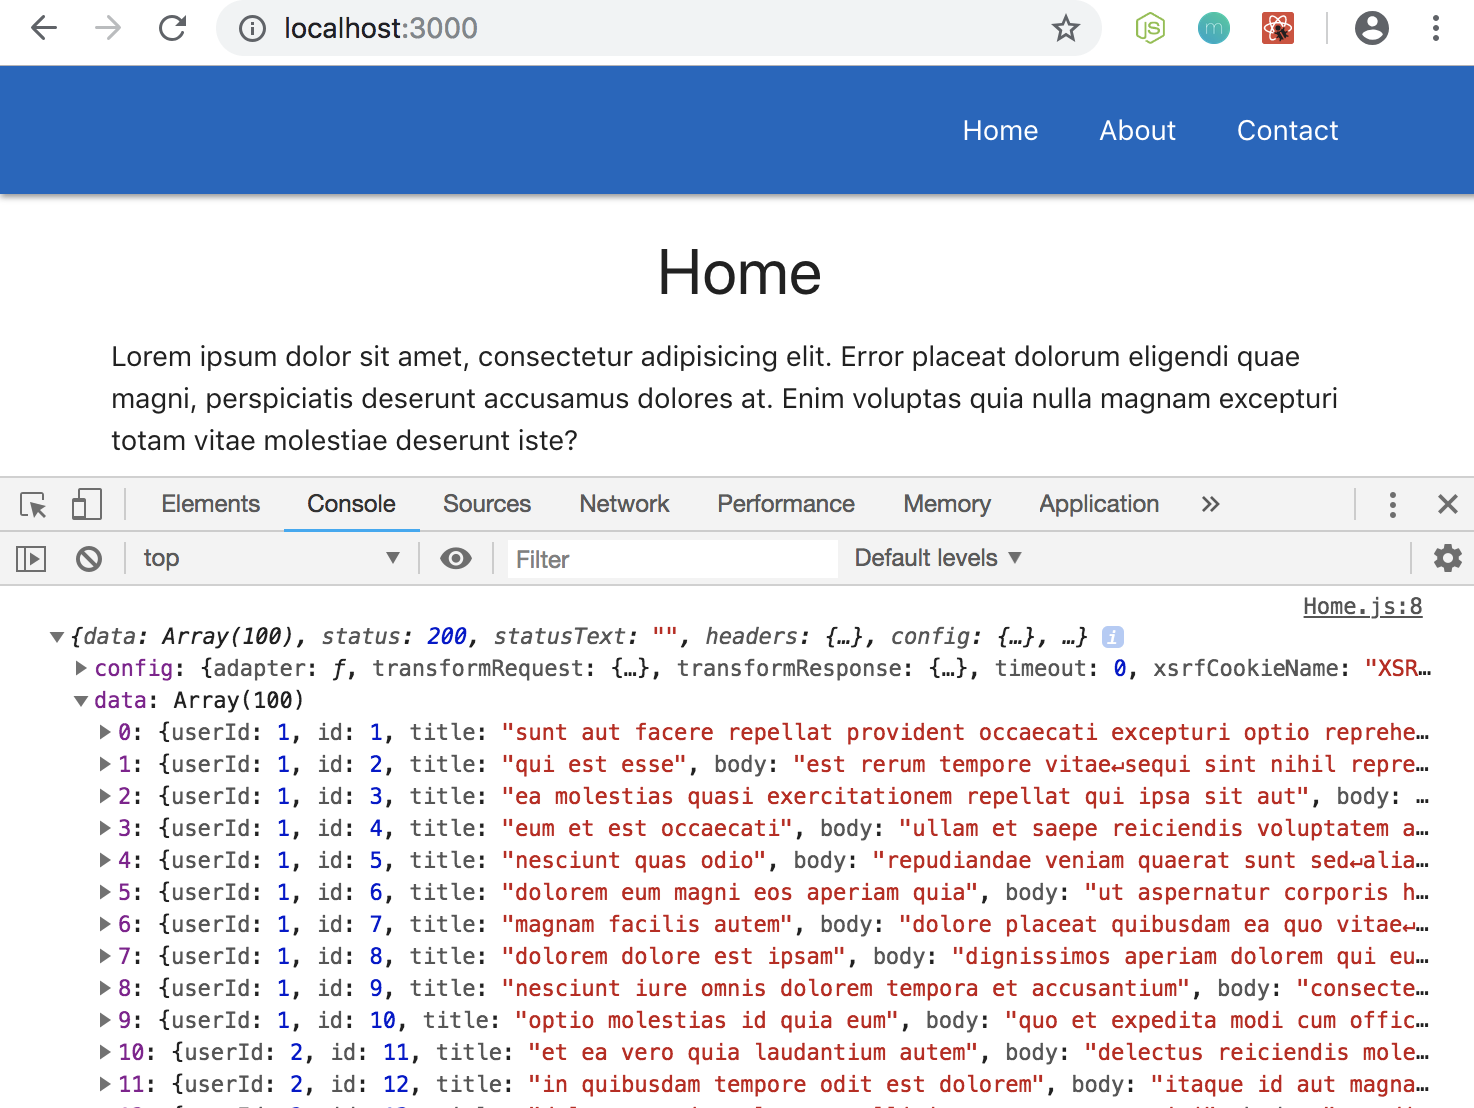 localhost:3000
Home About Contact
Home
Lorem ipsum dolor sit amet, consectetur adipisicing elit. Error placeat dolorum eligendi quae
magni, perspiciatis deserunt accusamus dolores at. Enim voluptas quia nulla magnam excepturi
totam vitae molestiae deserunt iste?
Elements Console Sources Network Performance Memory Application »
top Filter Default levels
Home.js:8
{data: Array(100), status: 200, statusText: "", headers: {…}, config: {…}, …}
config: {adapter: ƒ, transformRequest: {…}, transformResponse: {…}, timeout: 0, xsrfCookieName: "XSR…
data: Array(100)
0: {userId: 1, id: 1, title: "sunt aut facere repellat provident occaecati excepturi optio reprehe…
1: {userId: 1, id: 2, title: "qui est esse", body: "est rerum tempore vitae↵sequi sint nihil repre…
2: {userId: 1, id: 3, title: "ea molestias quasi exercitationem repellat qui ipsa sit aut", body: …
3: {userId: 1, id: 4, title: "eum et est occaecati", body: "ullam et saepe reiciendis voluptatem a…
4: {userId: 1, id: 5, title: "nesciunt quas odio", body: "repudiandae veniam quaerat sunt sed↵alia…
5: {userId: 1, id: 6, title: "dolorem eum magni eos aperiam quia", body: "ut aspernatur corporis h…
6: {userId: 1, id: 7, title: "magnam facilis autem", body: "dolore placeat quibusdam ea quo vitae↵…
7: {userId: 1, id: 8, title: "dolorem dolore est ipsam", body: "dignissimos aperiam dolorem qui eu…
8: {userId: 1, id: 9, title: "nesciunt iure omnis dolorem tempora et accusantium", body: "consecte…
9: {userId: 1, id: 10, title: "optio molestias id quia eum", body: "quo et expedita modi cum offic…
10: {userId: 2, id: 11, title: "et ea vero quia laudantium autem", body: "delectus reiciendis mole…
11: {userId: 2, id: 12, title: "in quibusdam tempore odit est dolorem", body: "itaque id aut magna…